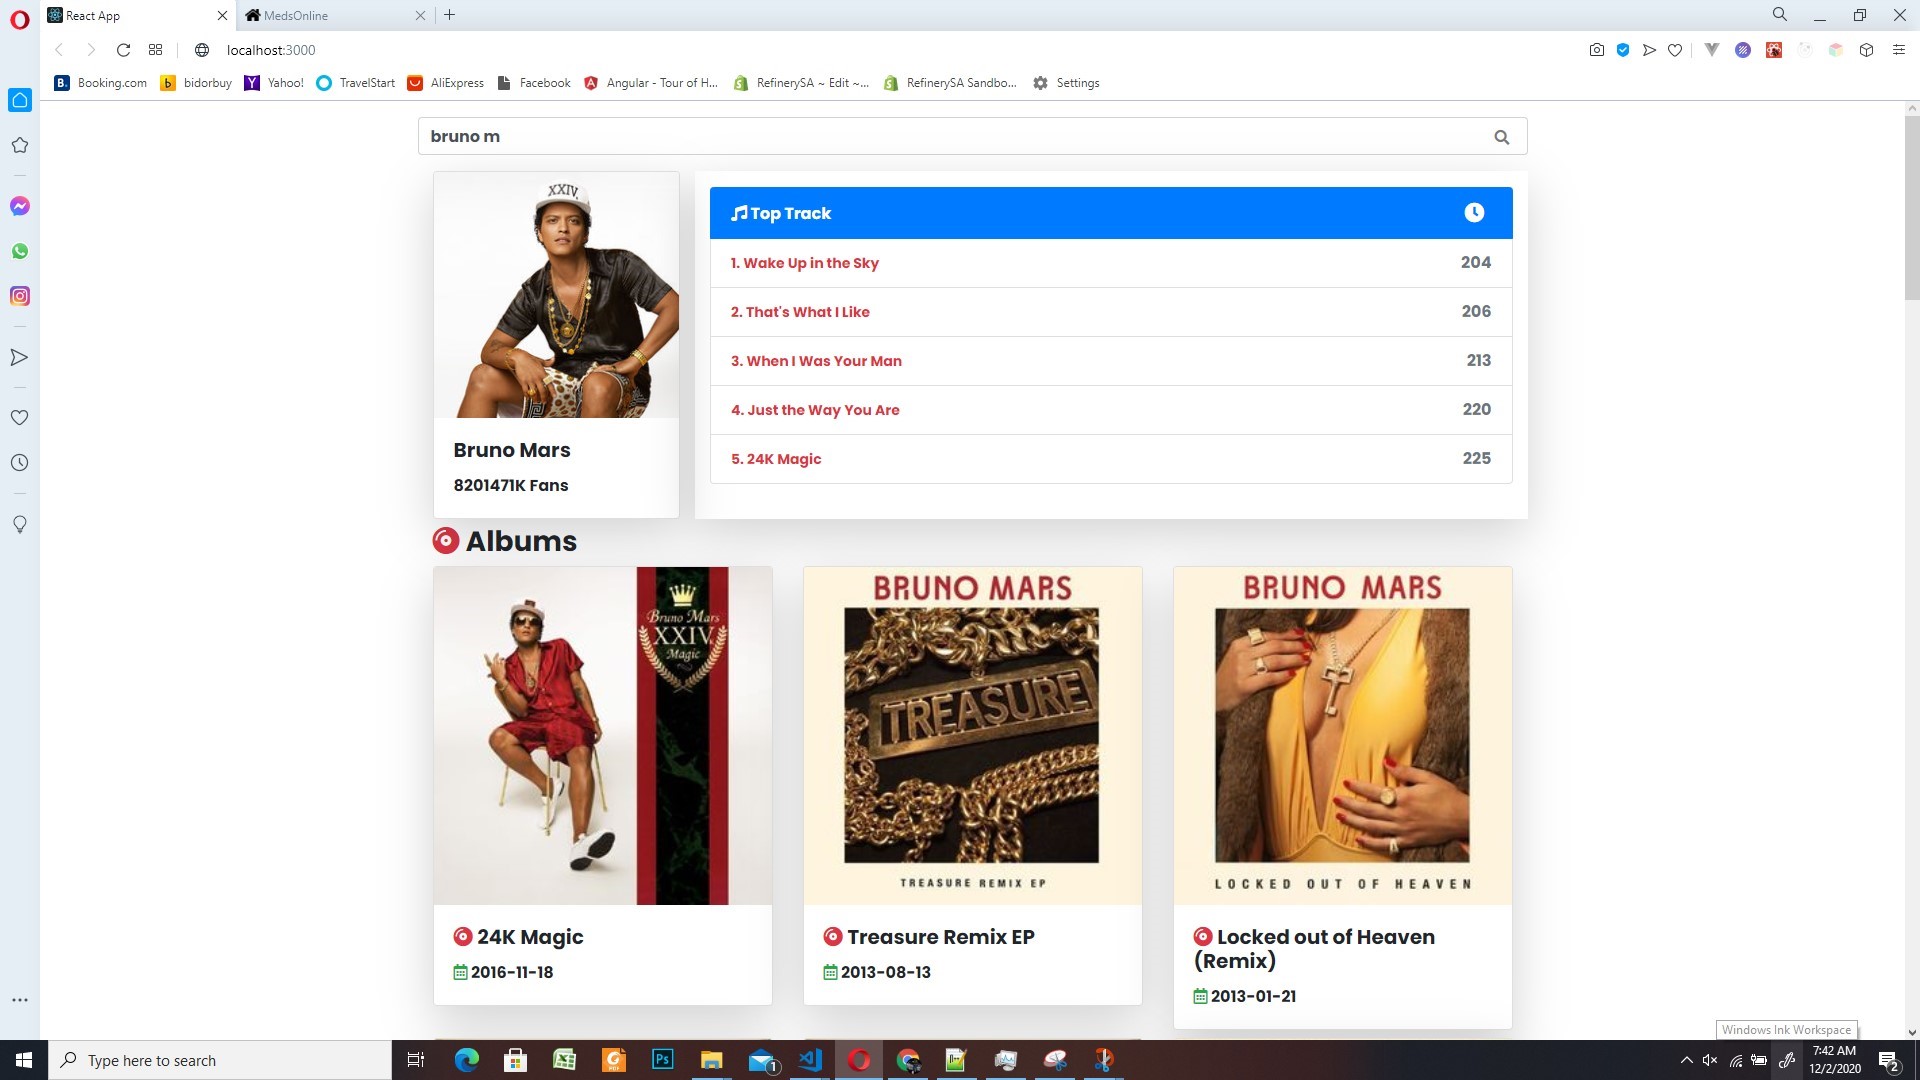 React App
MedsOnline
localhost:3000
Booking.com
bidorbuy
Yahoo!
TravelStart
AliExpress
Facebook
Angular - Tour of H...
RefinerySA ~ Edit ~...
RefinerySA Sandbo...
Settings
bruno m
XXIV
Top Track
1. Wake Up in the Sky 204
2. That's What I Like 206
3. When I Was Your Man 213
4. Just the Way You Are 220
5. 24K Magic 225
Bruno Mars
8201471K Fans
Albums
Bruno Mars
XXIV
Magic
24K Magic
2016-11-18
BRUNO MARS
TREASURE
TREASURE REMIX EP
Treasure Remix EP
2013-08-13
BRUNO MARS
LOCKED OUT OF HEAVEN
Locked out of Heaven
(Remix)
2013-01-21
Windows Ink Workspace
Type here to search
Ps
1
7:42 AM
12/2/2020
2